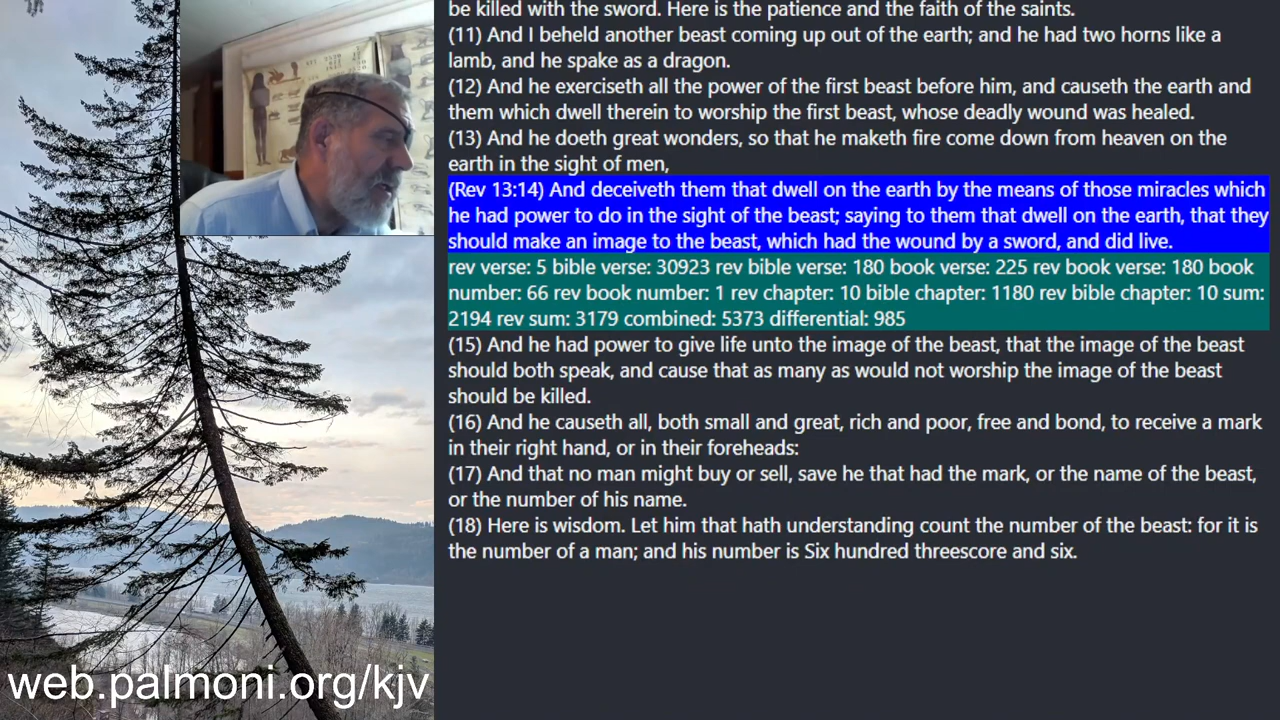 be killed with the sword. Here is the patience and the faith of the saints.
(11) And I beheld another beast coming up out of the earth; and he had two horns like a
lamb, and he spake as a dragon.
(12) And he exerciseth all the power of the first beast before him, and causeth the earth and
them which dwell therein to worship the first beast, whose deadly wound was healed.
(13) And he doeth great wonders, so that he maketh fire come down from heaven on the
earth in the sight of men,
(Rev 13:14) And deceiveth them that dwell on the earth by the means of those miracles which
he had power to do in the sight of the beast; saying to them that dwell on the earth, that they
should make an image to the beast, which had the wound by a sword, and did live.
rev verse: 5 bible verse: 30923 rev bible verse: 180 book verse: 225 rev book verse: 180 book
number: 66 rev book number: 1 rev chapter: 10 bible chapter: 1180 rev bible chapter: 10 sum:
2194 rev sum: 3179 combined: 5373 differential: 985
(15) And he had power to give life unto the image of the beast, that the image of the beast
should both speak, and cause that as many as would not worship the image of the beast
should be killed.
(16) And he causeth all, both small and great, rich and poor, free and bond, to receive a mark
in their right hand, or in their foreheads:
(17) And that no man might buy or sell, save he that had the mark, or the name of the beast,
or the number of his name.
(18) Here is wisdom. Let him that hath understanding count the number of the beast: for it is
the number of a man; and his number is Six hundred threescore and six.
web.palmoni.org/kjv